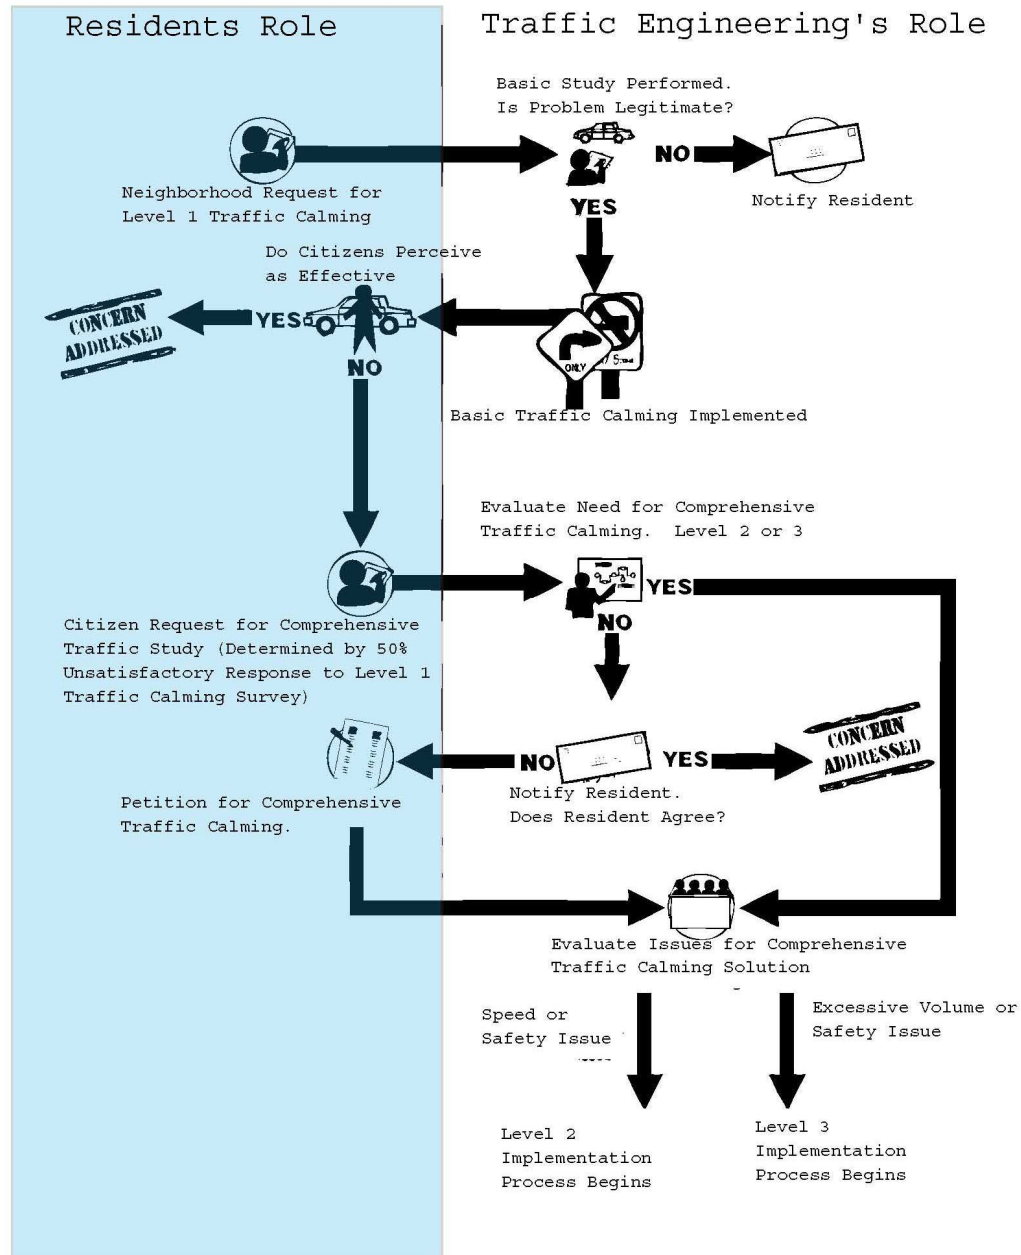 Residents Role
Traffic Engineering's Role
Basic Study Performed.
Is Problem Legitimate?
NO
Notify Resident
YES
Neighborhood Request for
Level 1 Traffic Calming
Do Citizens Perceive
as Effective
YES
CONCERN
ADDRESSED
NO
ONLY
Basic Traffic Calming Implemented
Evaluate Need for Comprehensive
Traffic Calming. Level 2 or 3
YES
NO
Citizen Request for Comprehensive
Traffic Study (Determined by 50%
Unsatisfactory Response to Level 1
Traffic Calming Survey)
NO
YES
CONCERN
ADDRESSED
Notify Resident.
Does Resident Agree?
Petition for Comprehensive
Traffic Calming.
Evaluate Issues for Comprehensive
Traffic Calming Solution
Speed or
Safety Issue
Excessive Volume or
Safety Issue
Level 2
Implementation
Process Begins
Level 3
Implementation
Process Begins